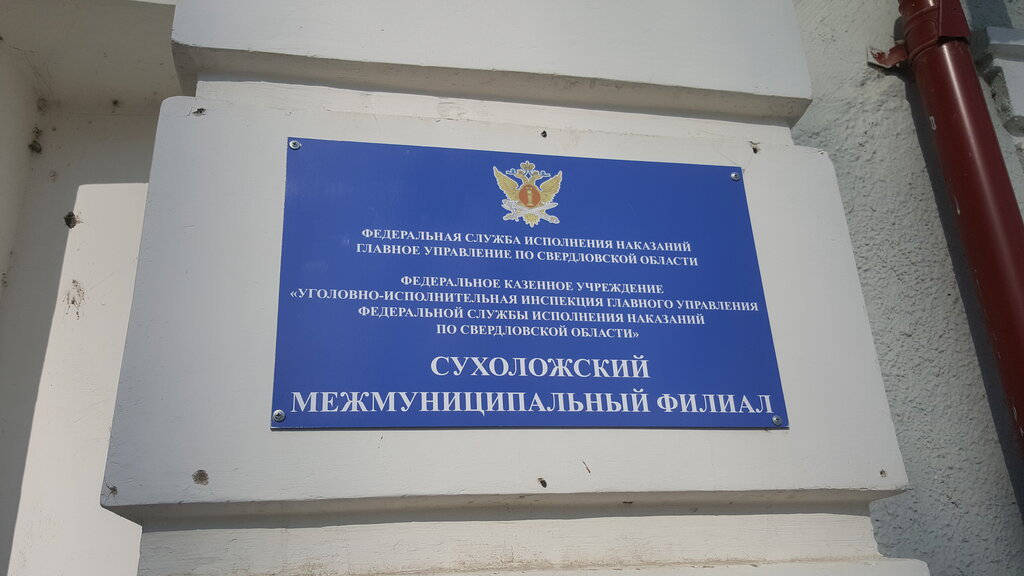 ФЕДЕРАЛЬНАЯ СЛУЖБА ИСПОЛНЕНИЯ НАКАЗАНИЙ
ГЛАВНОЕ УПРАВЛЕНИЕ ПО СВЕРДЛОВСКОЙ ОБЛАСТИ
ФЕДЕРАЛЬНОЕ КАЗЕННОЕ УЧРЕЖДЕНИЕ
«УГОЛОВНО-ИСПОЛНИТЕЛЬНАЯ ИНСПЕКЦИЯ ГЛАВНОГО УПРАВЛЕНИЯ
ФЕДЕРАЛЬНОЙ СЛУЖБЫ ИСПОЛНЕНИЯ НАКАЗАНИЙ
ПО СВЕРДЛОВСКОЙ ОБЛАСТИ»
СУХОЛОЖСКИЙ
МЕЖМУНИЦИПАЛЬНЫЙ ФИЛИАЛ